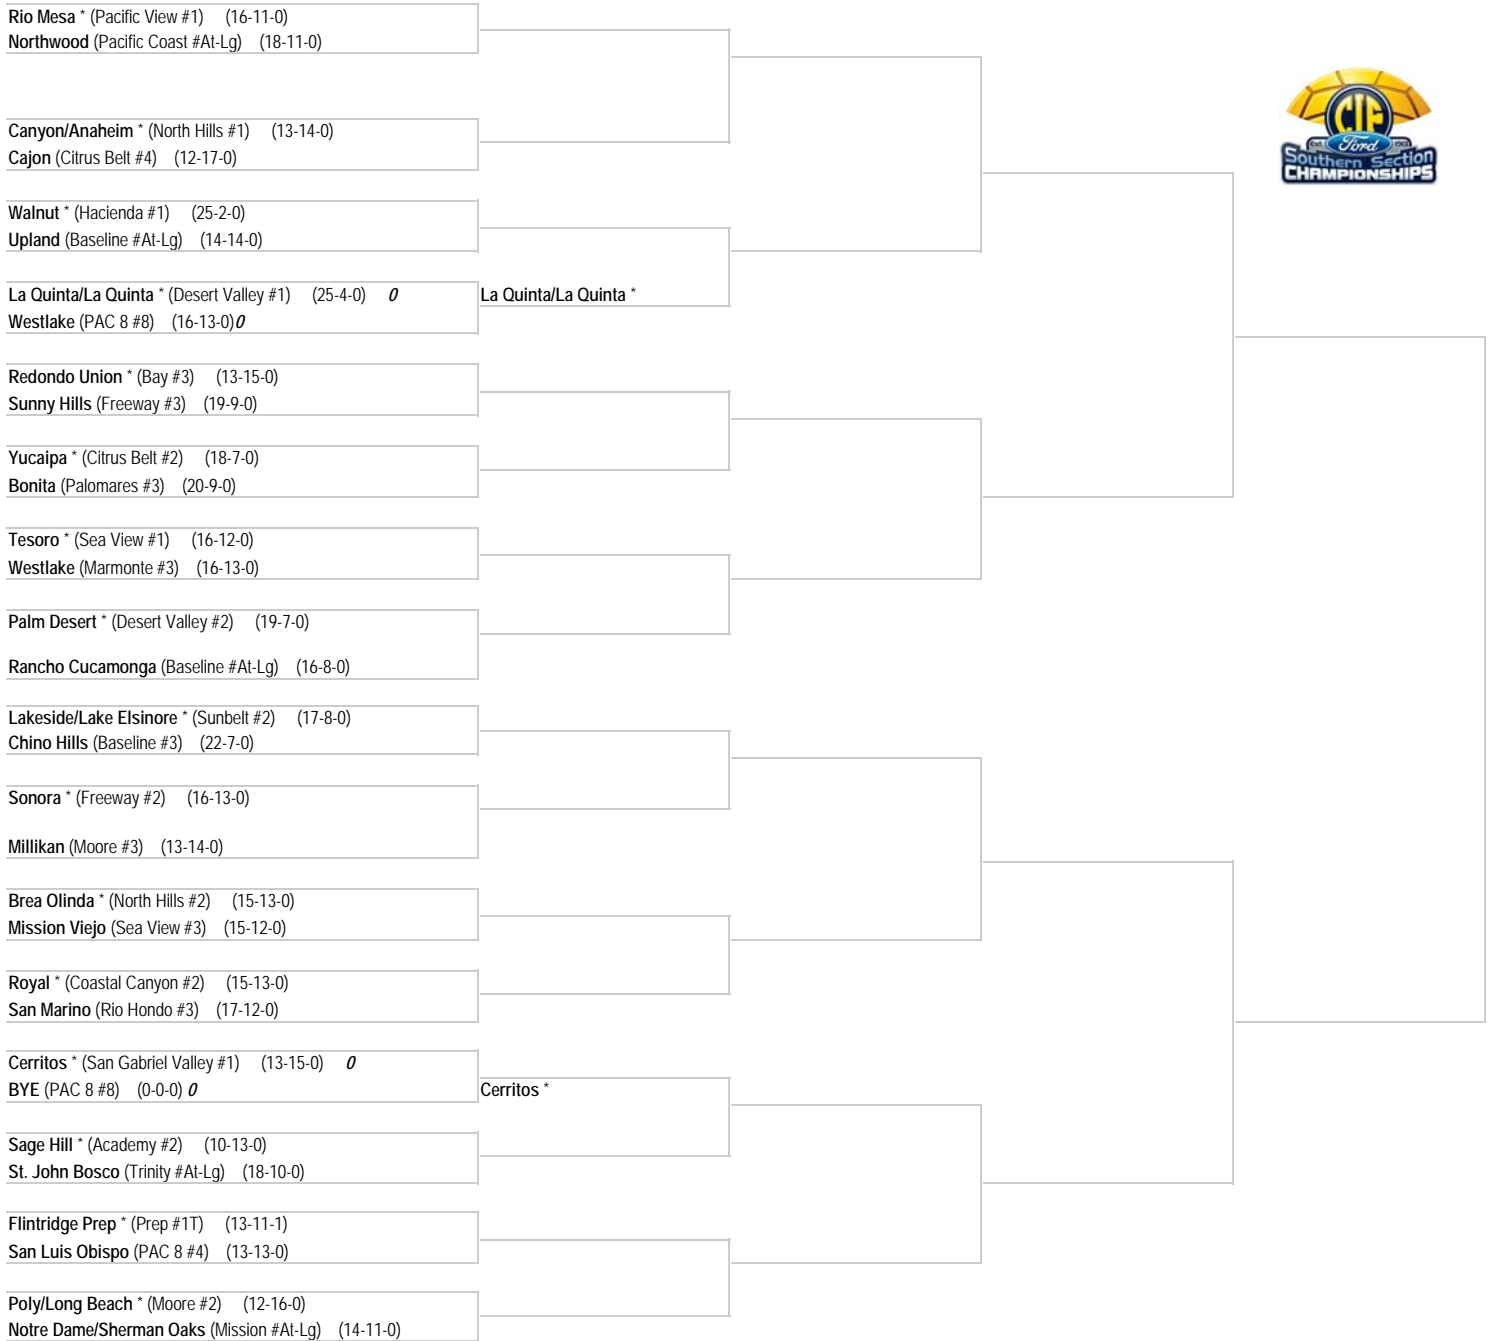 Rio Mesa * (Pacific View #1) (16-11-0)
Northwood (Pacific Coast #At-Lg) (18-11-0)
CIF
Ford
Southern Section
CHAMPIONSHIPS
Canyon/Anaheim * (North Hills #1) (13-14-0)
Cajon (Citrus Belt #4) (12-17-0)
Walnut * (Hacienda #1) (25-2-0)
Upland (Baseline #At-Lg) (14-14-0)
La Quinta/La Quinta * (Desert Valley #1) (25-4-0) 0 La Quinta/La Quinta *
Westlake (PAC 8 #8) (16-13-0)0
Redondo Union * (Bay #3) (13-15-0)
Sunny Hills (Freeway #3) (19-9-0)
Yucaipa * (Citrus Belt #2) (18-7-0)
Bonita (Palomares #3) (20-9-0)
Tesoro * (Sea View #1) (16-12-0)
Westlake (Marmonte #3) (16-13-0)
Palm Desert * (Desert Valley #2) (19-7-0)
Rancho Cucamonga (Baseline #At-Lg) (16-8-0)
Lakeside/Lake Elsinore * (Sunbelt #2) (17-8-0)
Chino Hills (Baseline #3) (22-7-0)
Sonora * (Freeway #2) (16-13-0)
Millikan (Moore #3) (13-14-0)
Brea Olinda * (North Hills #2) (15-13-0)
Mission Viejo (Sea View #3) (15-12-0)
Royal * (Coastal Canyon #2) (15-13-0)
San Marino (Rio Hondo #3) (17-12-0)
Cerritos * (San Gabriel Valley #1) (13-15-0) 0
BYE (PAC 8 #8) (0-0-0) 0 Cerritos *
Sage Hill * (Academy #2) (10-13-0)
St. John Bosco (Trinity #At-Lg) (18-10-0)
Flintridge Prep * (Prep #1T) (13-11-1)
San Luis Obispo (PAC 8 #4) (13-13-0)
Poly/Long Beach * (Moore #2) (12-16-0)
Notre Dame/Sherman Oaks (Mission #At-Lg) (14-11-0)